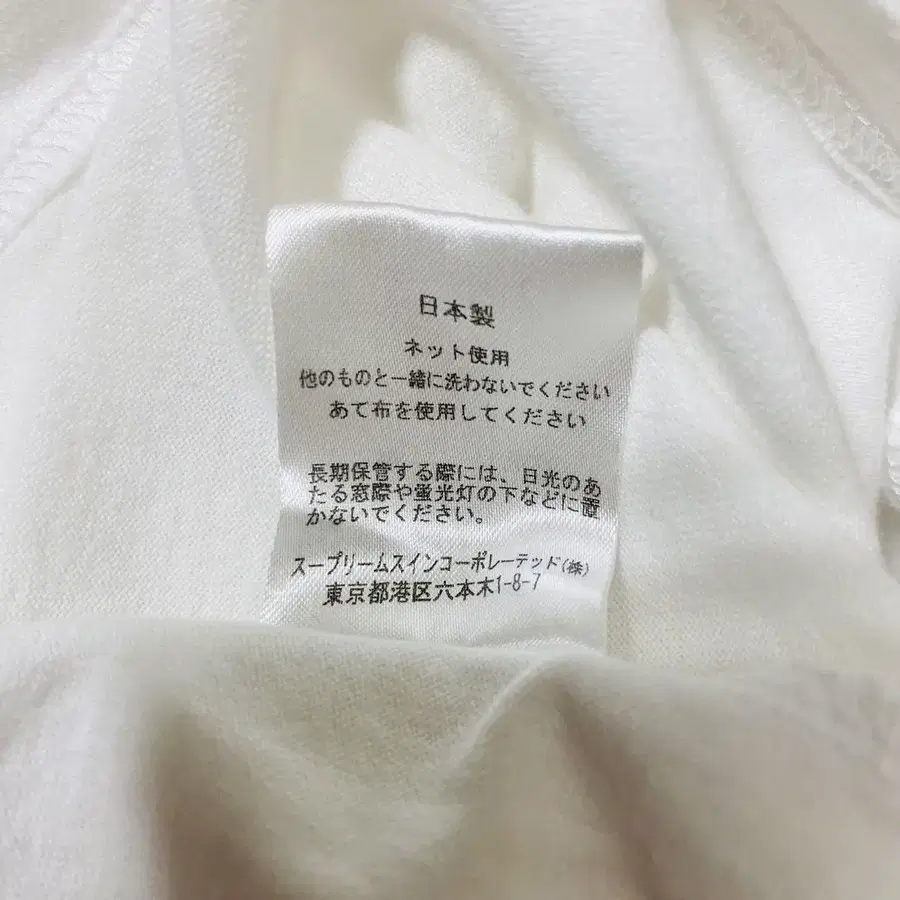 日本製
ネット使用
他のものと一緒に洗わないでください
あて布を使用してください
長期保管する際には、日光のあ
たる窓際や蛍光灯の下などに置
かないでください。
スープリームスインコーポレーテッド(株)
東京都港区六本木1-8-7